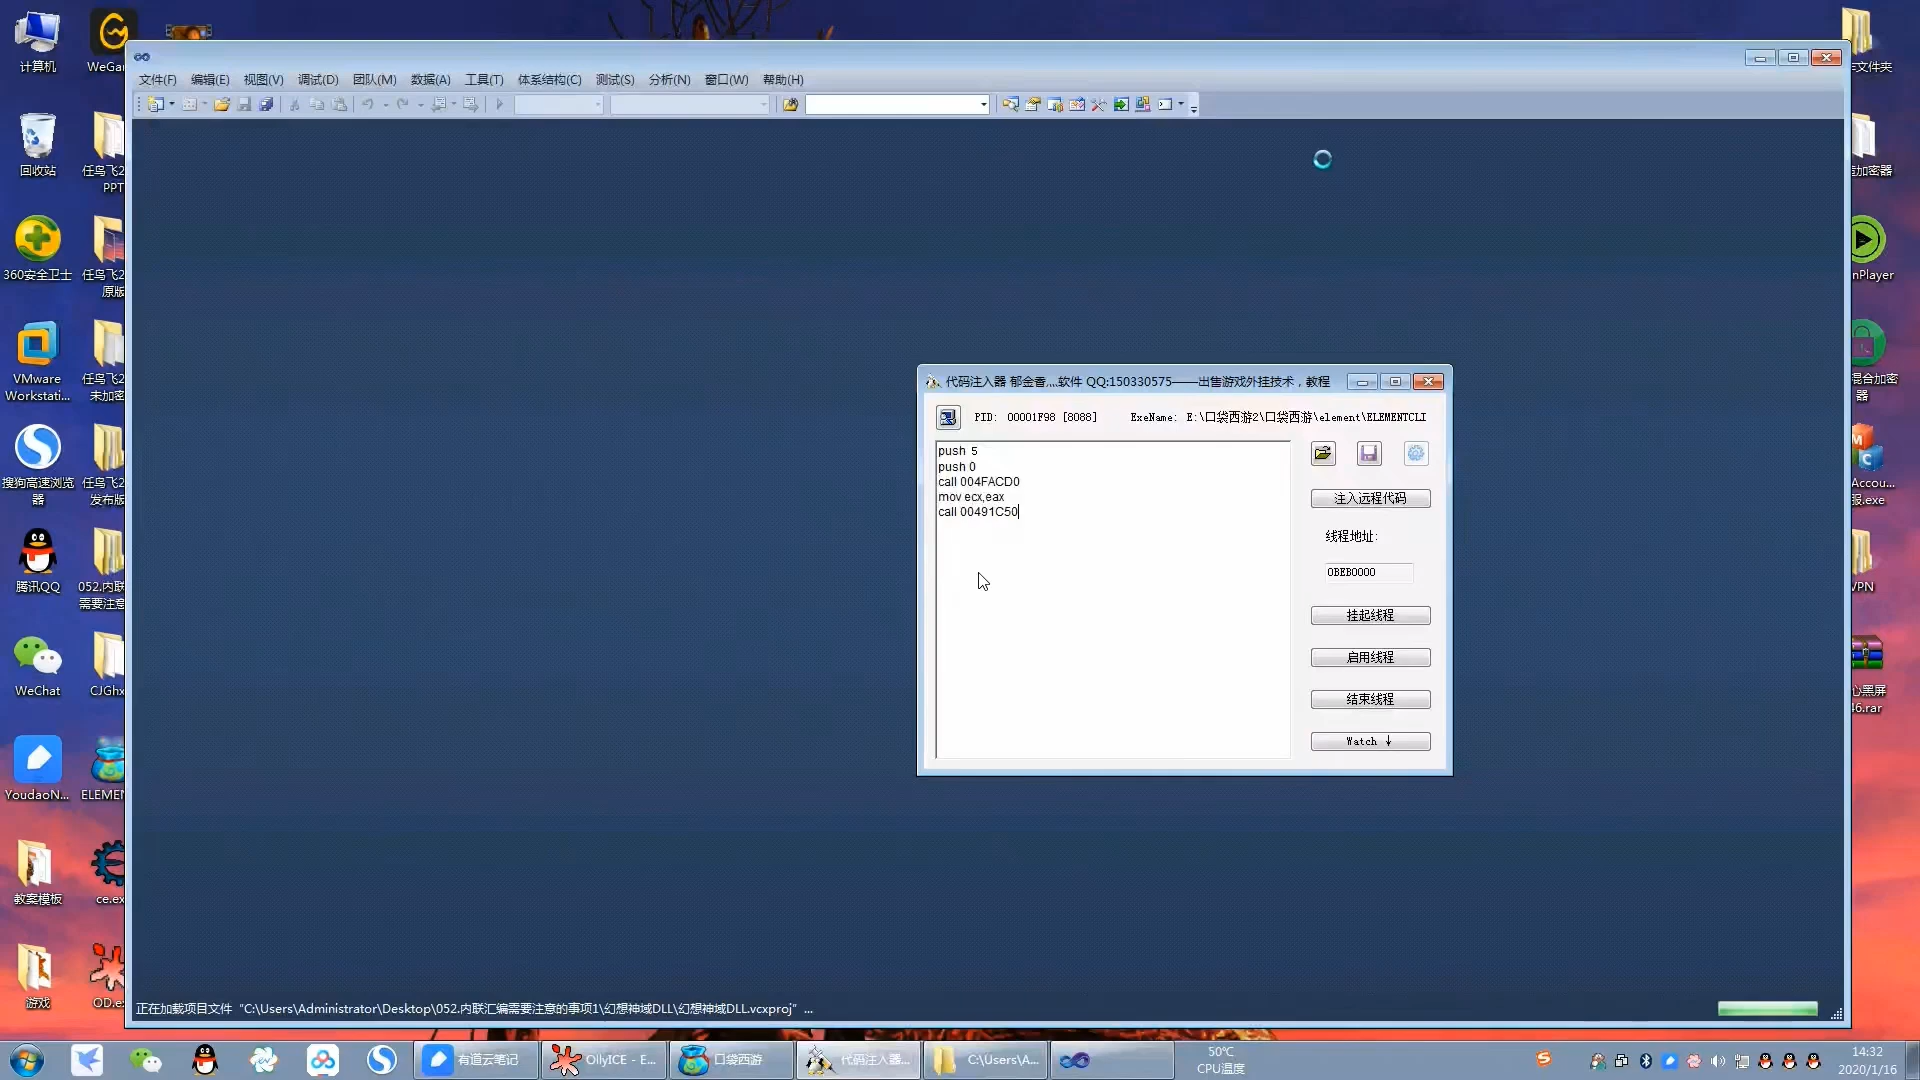 计算机
WeGa
回收站
任鸟飞2
PPT
360安全卫士
任鸟飞2
原版
VMware
Workstati...
任鸟飞2
未加密
搜狗高速浏览
器
任鸟飞2
发布版
腾讯QQ
052.内联
需要注意
WeChat
CJGhx
YoudaoN...
ELEMEN
教案模板
ce.ex
游戏
OD.e
文件(F) 编辑(E) 视图(V) 调试(D) 团队(M) 数据(A) 工具(T) 体系结构(C) 测试(S) 分析(N) 窗口(W) 帮助(H)
代码注入器 郁金香,...软件 QQ:150330575——出售游戏外挂技术，教程
PID: 00001F98 [8088] ExeName: E:\口袋西游2\口袋西游\element\ELEMENTCLI
push 5
push 0
call 004FACD0
mov ecx,eax
call 00491C50
注入远程代码
线程地址:
0BEB0000
挂起线程
启用线程
结束线程
Watch ↓
文件夹
加密器
nPlayer
混合加密
器
Accou...
服.exe
VPN
心黑屏
46.rar
正在加载项目文件 "C:\Users\Administrator\Desktop\052.内联汇编需要注意的事项1\幻想神域DLL\幻想神域DLL.vcxproj" ...
有道云笔记
OllyICE - E...
口袋西游
代码注入器...
C:\Users\A...
50℃
CPU温度
14:32
2020/1/16